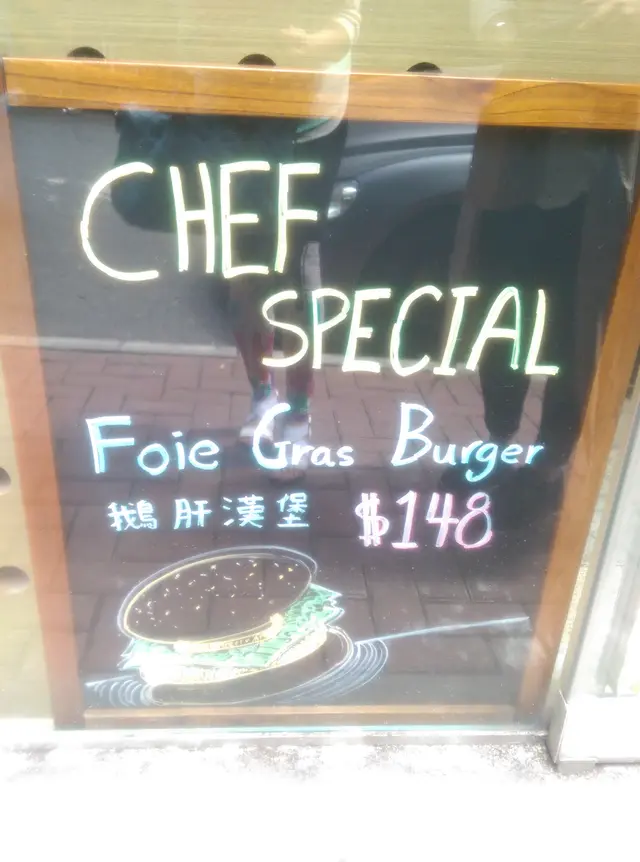 CHEF
SPECIAL
Foie Gras Burger
鵝肝漢堡 $148